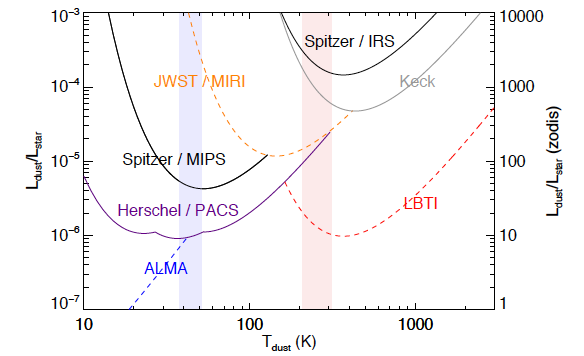 10⁻³
10⁻⁴
10⁻⁵
10⁻⁶
10⁻⁷
L_dust/L_star
10000
1000
100
10
1
L_dust/L_star (zodis)
Spitzer / IRS
JWST / MIRI
Keck
Spitzer / MIPS
Herschel / PACS
LBTI
ALMA
10
100
1000
T_dust (K)